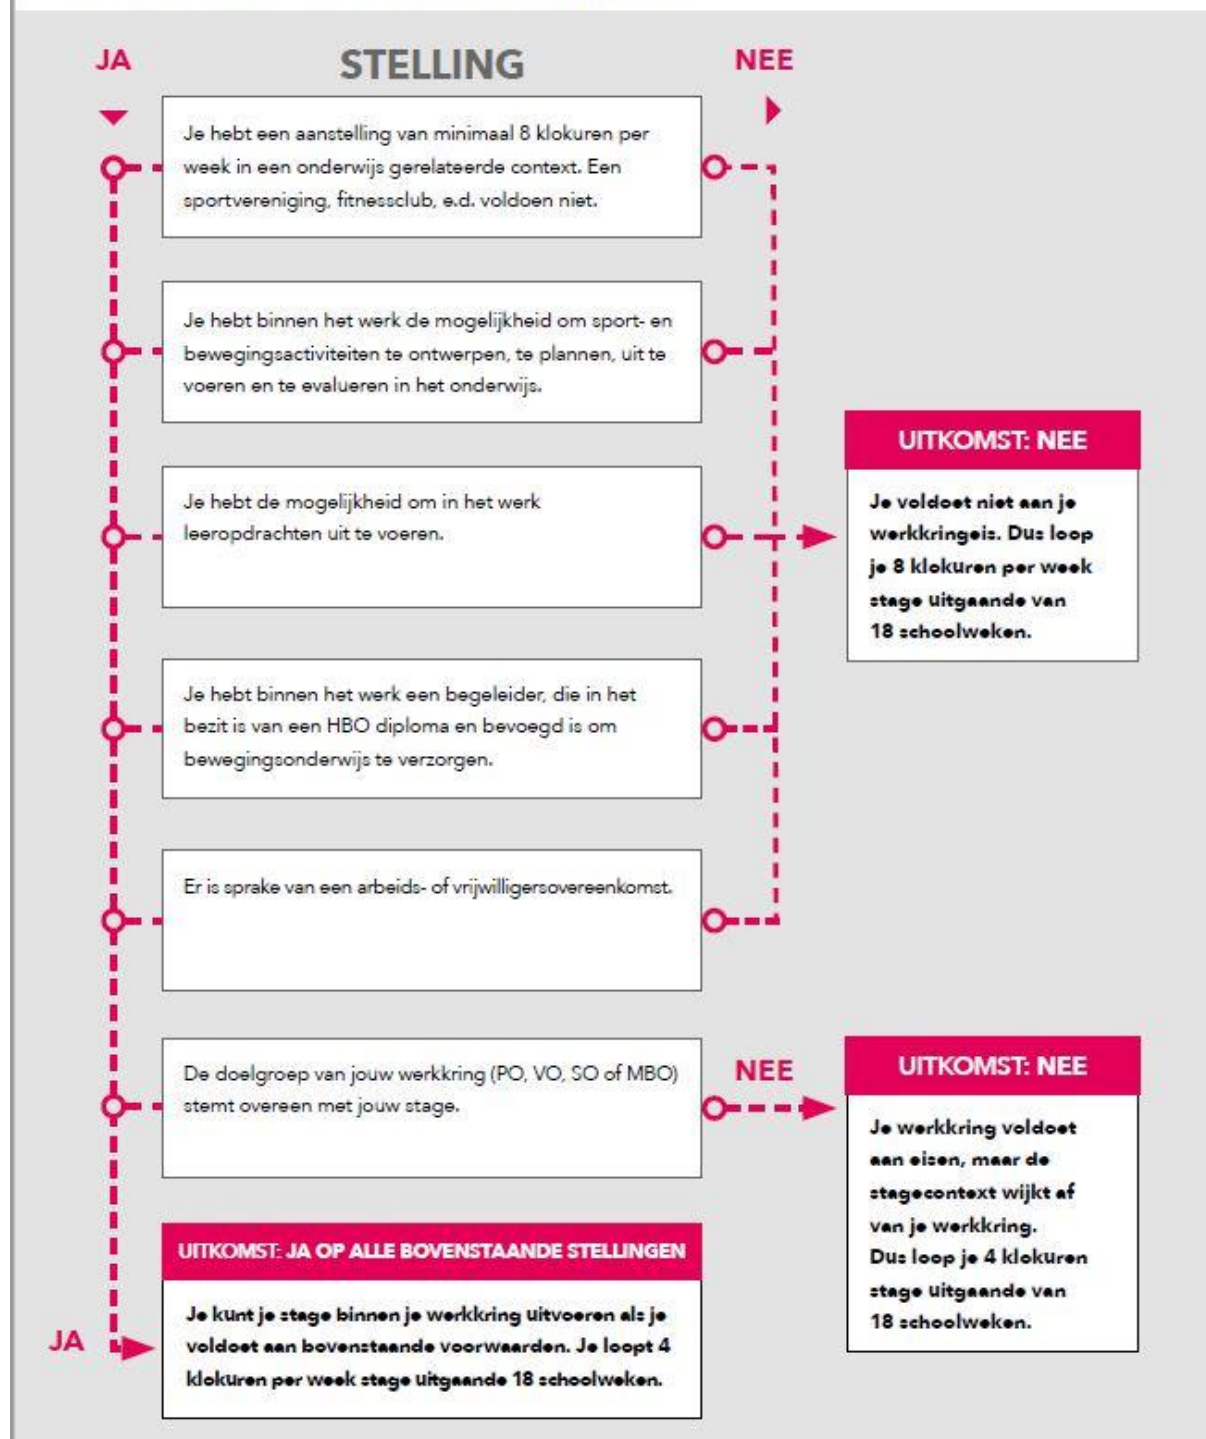 JA
STELLING
NEE
Je hebt een aanstelling van minimaal 8 klokuren per
week in een onderwijs gerelateerde context. Een
sportvereniging, fitnessclub, e.d. voldoen niet.
Je hebt binnen het werk de mogelijkheid om sport- en
bewegingsactiviteiten te ontwerpen, te plannen, uit te
voeren en te evalueren in het onderwijs.
Je hebt de mogelijkheid om in het werk
leeropdrachten uit te voeren.
UITKOMST: NEE
Je voldoet niet aan je
werkkringeis. Dus loop
je 8 klokuren per week
stage uitgaande van
18 schoolweken.
Je hebt binnen het werk een begeleider, die in het
bezit is van een HBO diploma en bevoegd is om
bewegingsonderwijs te verzorgen.
Er is sprake van een arbeids- of vrijwilligersovereenkomst.
De doelgroep van jouw werkkring (PO, VO, SO of MBO)
stemt overeen met jouw stage.
NEE
UITKOMST: NEE
Je werkkring voldoet
aan eisen, maar de
stagecontext wijkt af
van je werkkring.
Dus loop je 4 klokuren
stage uitgaande van
18 schoolweken.
UITKOMST: JA OP ALLE BOVENSTAANDE STELLINGEN
Je kunt je stage binnen je werkkring uitvoeren als je
voldoet aan bovenstaande voorwaarden. Je loopt 4
klokuren per week stage uitgaande 18 schoolweken.
JA